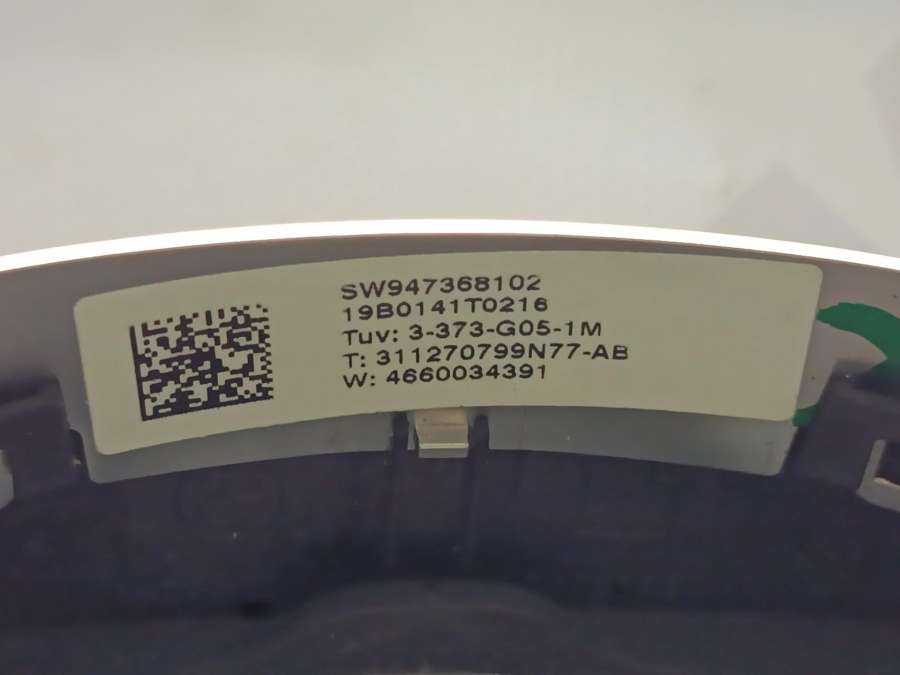 SW947368102
19B0141T0216
Tuv: 3-373-G05-1M
T: 311270799N77-AB
W: 4660034391